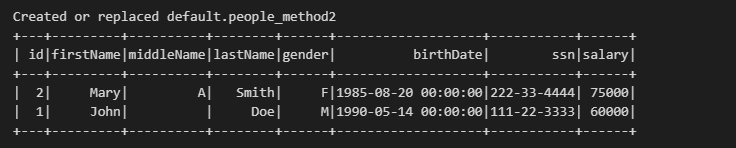 Created or replaced default.people_method2
+---+---------+----------+--------+------+-------------------+-----------+------+
| id|firstName|middleName|lastName|gender|          birthDate|        ssn|salary|
+---+---------+----------+--------+------+-------------------+-----------+------+
|  2|     Mary|         A|   Smith|     F|1985-08-20 00:00:00|222-33-4444| 75000|
|  1|     John|          |     Doe|     M|1990-05-14 00:00:00|111-22-3333| 60000|
+---+---------+----------+--------+------+-------------------+-----------+------+